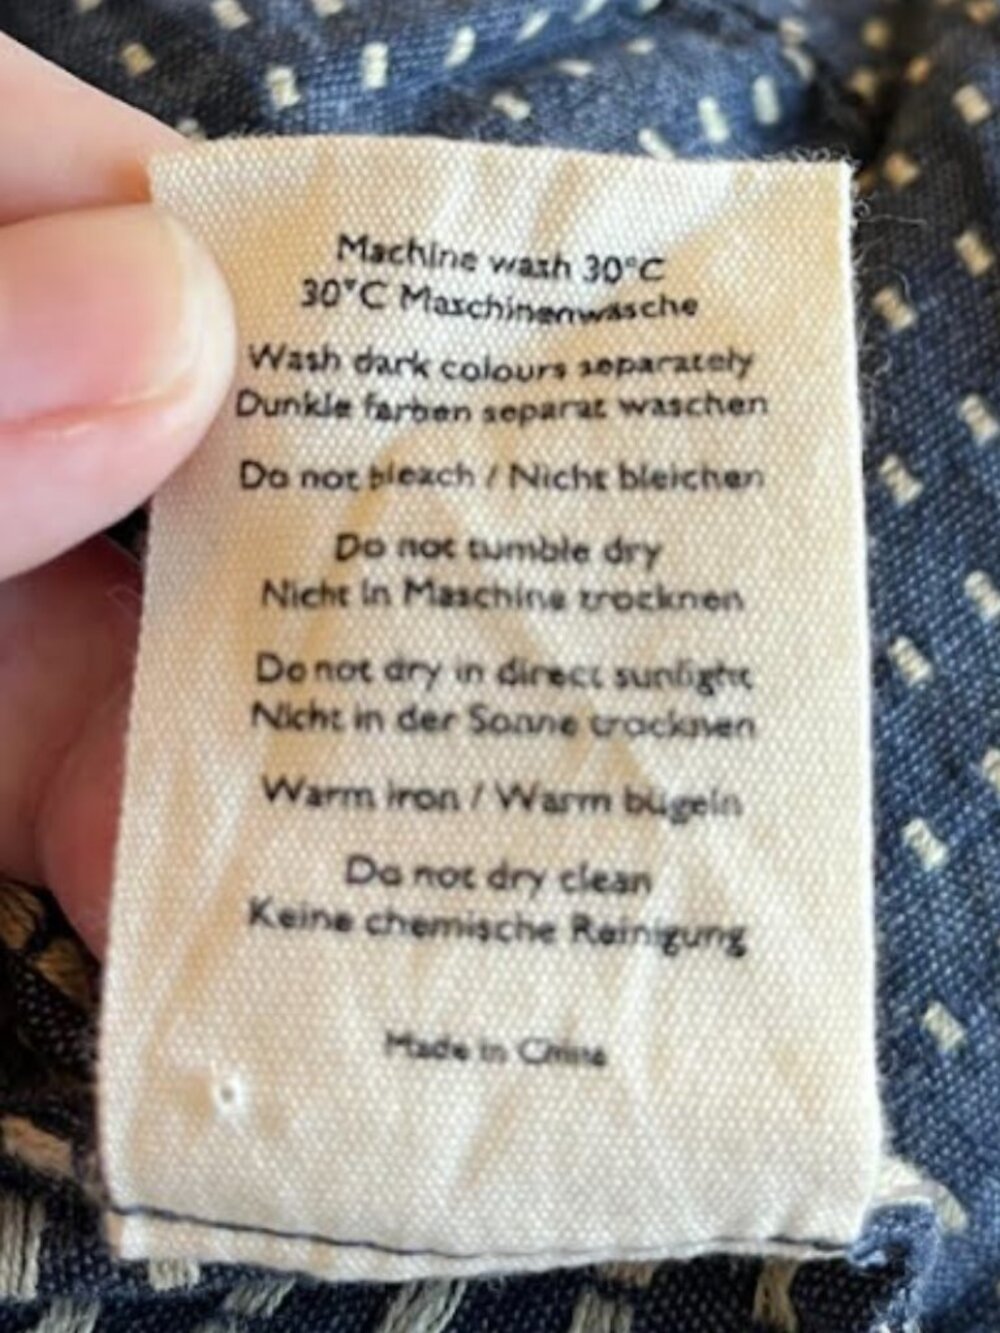 Machine wash 30°C
30°C Maschinenwasche
Wash dark colours separately
Dunkle farben separat waschen
Do not bleach / Nicht bleichen
Do not tumble dry
Nicht in Maschine trocknen
Do not dry in direct sunlight
Nicht in der Sonne trocknen
Warm iron / Warm bügeln
Do not dry clean
Keine chemische Reinigung
Made in China